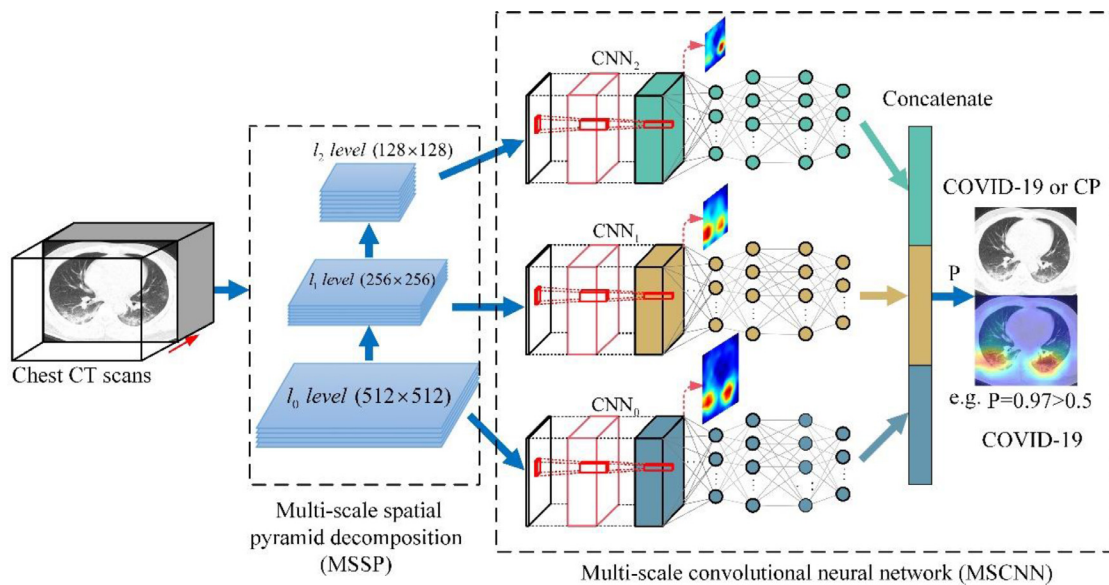 Chest CT scans
l2 level (128×128)
l1 level (256×256)
l0 level (512×512)
Multi-scale spatial
pyramid decomposition
(MSSP)
CNN2
CNN1
CNN0
Concatenate
P
COVID-19 or CP
e.g. P=0.97>0.5
COVID-19
Multi-scale convolutional neural network (MSCNN)